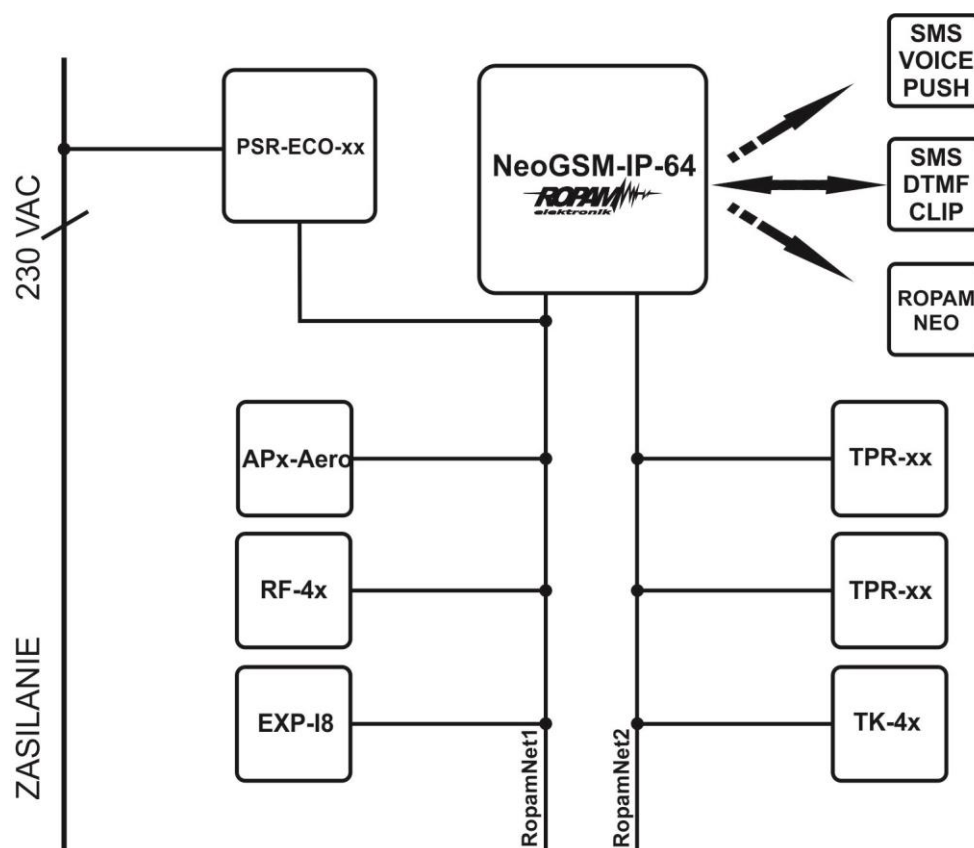 SMS
VOICE
PUSH
PSR-ECO-xx
NeoGSM-IP-64
ROPAM
elektronik
SMS
DTMF
CLIP
230 VAC
ROPAM
NEO
APx-Aero
TPR-xx
RF-4x
TPR-xx
ZASILANIE
EXP-I8
RopamNet1
RopamNet2
TK-4x